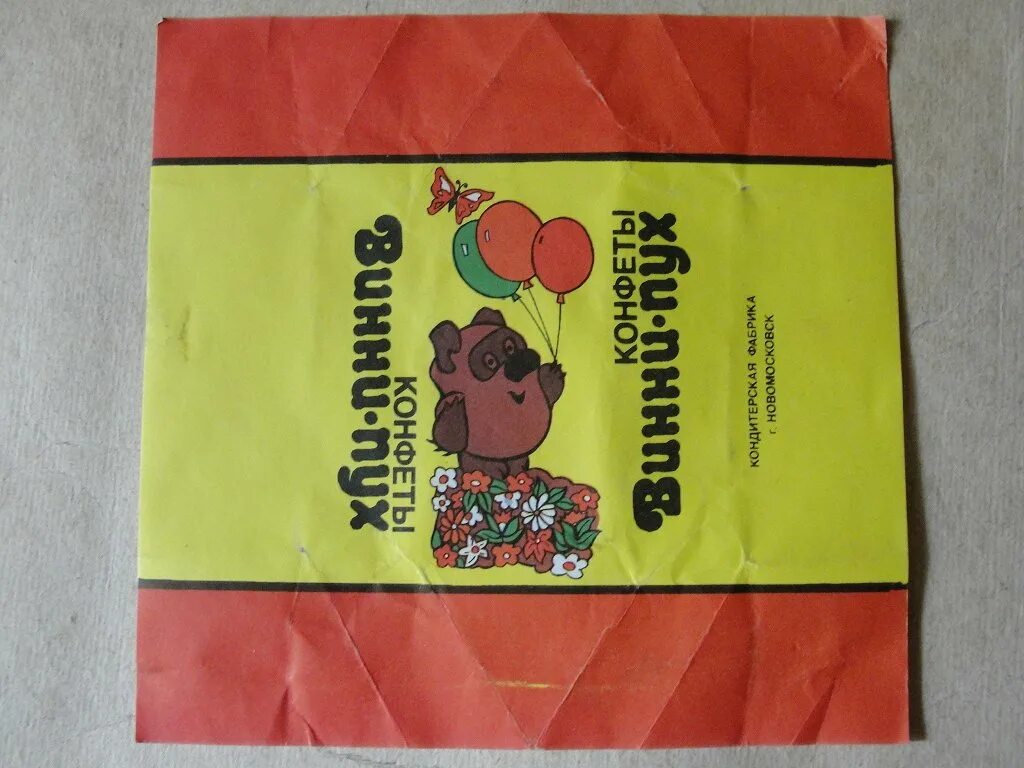 Винни-пух
КОНФЕТЫ
КОНФЕТЫ
Винни-пух
КОНДИТЕРСКАЯ ФАБРИКА
г. НОВОМОСКОВСК